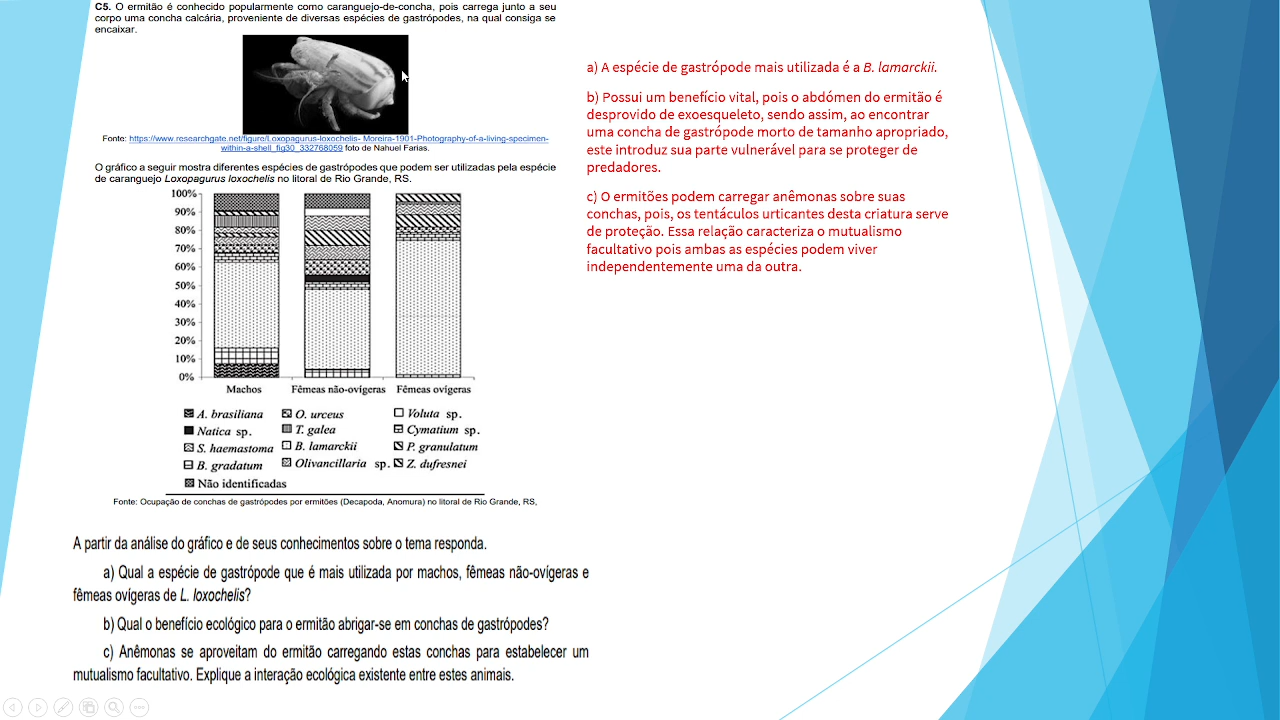 C5. O ermitão é conhecido popularmente como caranguejo-de-concha, pois carrega junto a seu
corpo uma concha calcária, proveniente de diversas espécies de gastrópodes, na qual consiga se
encaixar.
Fonte: https://www.researchgate.net/figure/Loxopagurus-loxochelis- Moreira-1901-Photography-of-a-living-specimen-
within-a-shell_fig30_332768059 foto de Nahuel Farias.
O gráfico a seguir mostra diferentes espécies de gastrópodes que podem ser utilizadas pela espécie
de caranguejo Loxopagurus loxochelis no litoral de Rio Grande, RS.
100%
90%
80%
70%
60%
50%
40%
30%
20%
10%
0%
Machos Fêmeas não-ovígeras Fêmeas ovígeras
A. brasiliana O. urceus Voluta sp.
Natica sp. T. galea Cymatium sp.
S. haemastoma B. lamarckii P. granulatum
B. gradatum Olivancillaria sp. Z. dufresnei
Não identificadas
Fonte: Ocupação de conchas de gastrópodes por ermitões (Decapoda, Anomura) no litoral de Rio Grande, RS,
A partir da análise do gráfico e de seus conhecimentos sobre o tema responda.
a) Qual a espécie de gastrópode que é mais utilizada por machos, fêmeas não-ovígeras e
fêmeas ovígeras de L. loxochelis?
b) Qual o benefício ecológico para o ermitão abrigar-se em conchas de gastrópodes?
c) Anêmonas se aproveitam do ermitão carregando estas conchas para estabelecer um
mutualismo facultativo. Explique a interação ecológica existente entre estes animais.
a) A espécie de gastrópode mais utilizada é a B. lamarckii.
b) Possui um benefício vital, pois o abdómen do ermitão é
desprovido de exoesqueleto, sendo assim, ao encontrar
uma concha de gastrópode morto de tamanho apropriado,
este introduz sua parte vulnerável para se proteger de
predadores.
c) O ermitões podem carregar anêmonas sobre suas
conchas, pois, os tentáculos urticantes desta criatura serve
de proteção. Essa relação caracteriza o mutualismo
facultativo pois ambas as espécies podem viver
independentemente uma da outra.